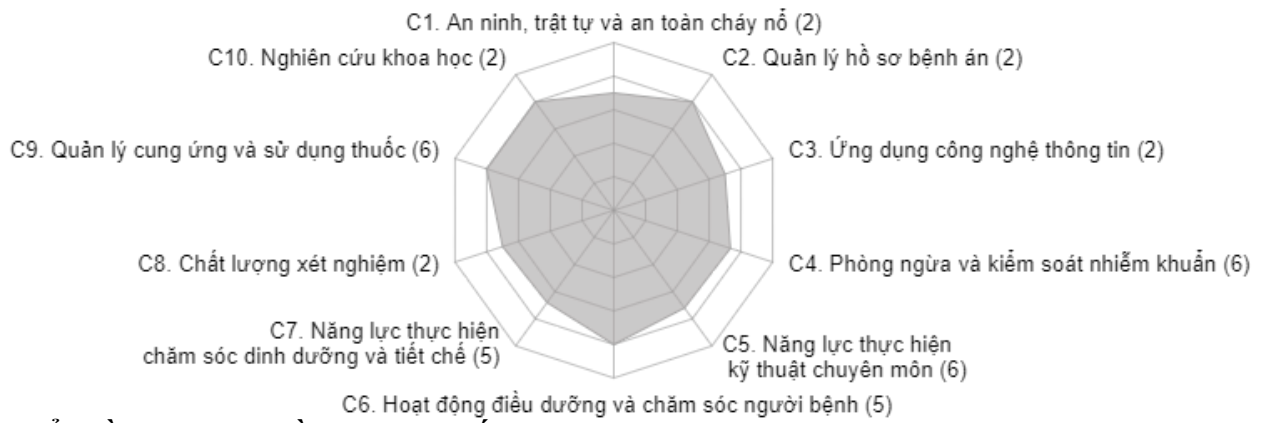 C1. An ninh, trật tự và an toàn cháy nổ (2)
C2. Quản lý hồ sơ bệnh án (2)
C3. Ứng dụng công nghệ thông tin (2)
C4. Phòng ngừa và kiểm soát nhiễm khuẩn (6)
C5. Năng lực thực hiện
kỹ thuật chuyên môn (6)
C6. Hoạt động điều dưỡng và chăm sóc người bệnh (5)
C7. Năng lực thực hiện
chăm sóc dinh dưỡng và tiết chế (5)
C8. Chất lượng xét nghiệm (2)
C9. Quản lý cung ứng và sử dụng thuốc (6)
C10. Nghiên cứu khoa học (2)